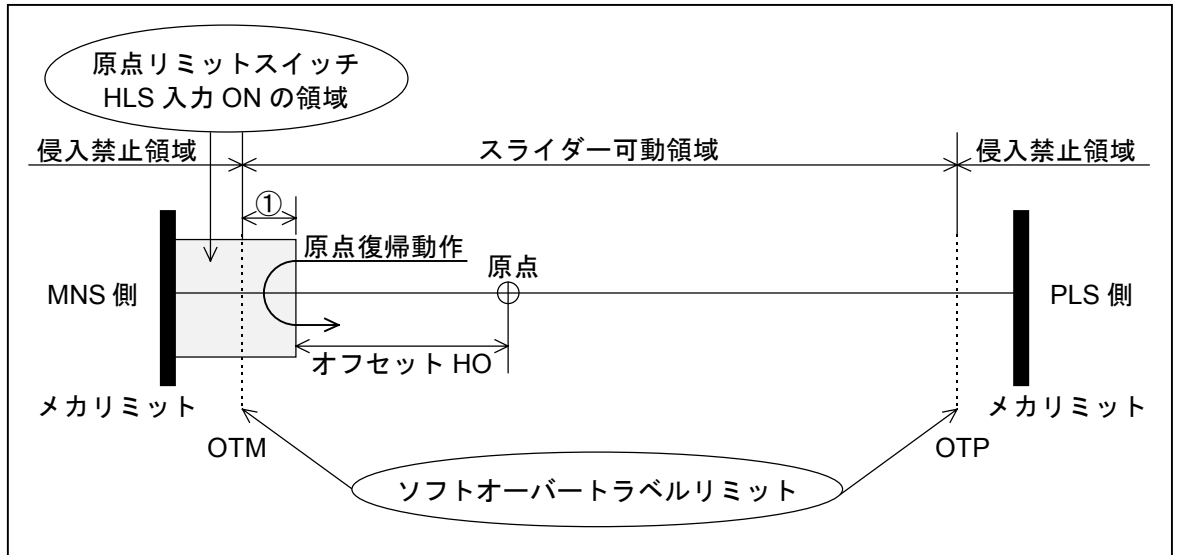 原点リミットスイッチ
HLS 入力 ON の領域
侵入禁止領域
スライダー可動領域
侵入禁止領域
①
原点復帰動作
原点
MNS 側
PLS 側
オフセット HO
メカリミット
メカリミット
OTM
OTP
ソフトオーバートラベルリミット